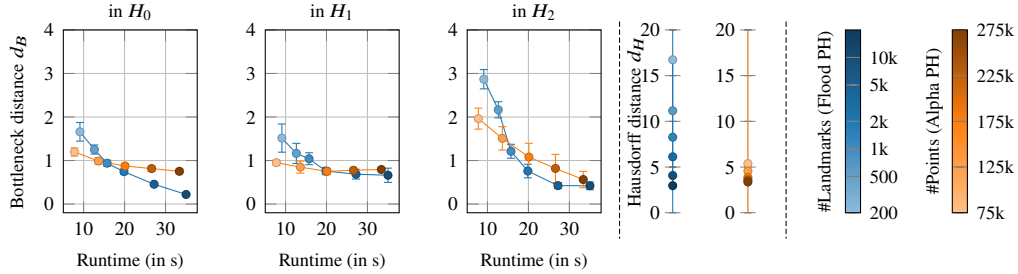 in H₀
in H₁
in H₂
Bottleneck distance d_B
4
3
2
1
0
10 20 30
Runtime (in s)
4
3
2
1
0
10 20 30
Runtime (in s)
4
3
2
1
0
10 20 30
Runtime (in s)
Hausdorff distance d_H
20
15
10
5
0
20
15
10
5
0
#Landmarks (Flood PH)
10k
5k
2k
1k
500
200
#Points (Alpha PH)
275k
225k
175k
125k
75k